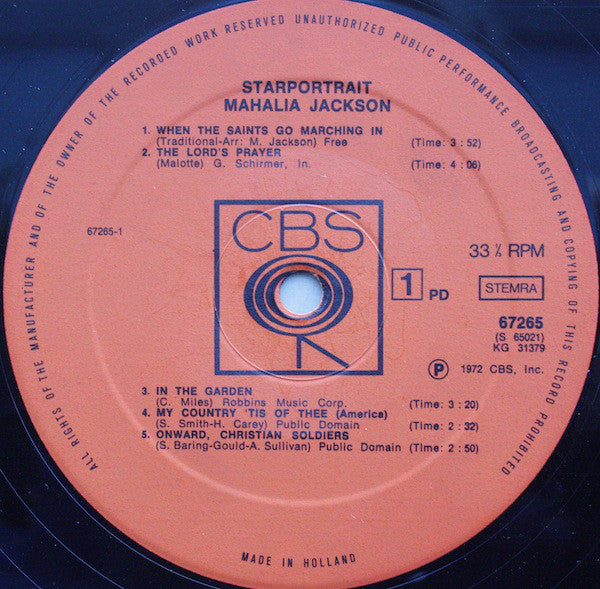 ALL RIGHTS OF THE MANUFACTURER AND OF THE OWNER OF THE RECORDED WORK RESERVED UNAUTHORIZED PUBLIC PERFORMANCE BROADCASTING AND COPYING OF THIS RECORD PROHIBITED
STARPORTRAIT
MAHALIA JACKSON
1. WHEN THE SAINTS GO MARCHING IN
(Traditional-Arr: M. Jackson) Free (Time: 3 : 52)
2. THE LORD'S PRAYER
(Malotte) G. Schirmer, In. (Time: 4 : 06)
67265-1
CBS
33 ⅓ RPM
1 PD
STEMRA
67265
(S 65021)
KG 31379
Ⓟ 1972 CBS, Inc.
3. IN THE GARDEN
(C. Miles) Robbins Music Corp. (Time: 3 : 20)
4. MY COUNTRY 'TIS OF THEE (America)
(S. Smith-H. Carey) Public Domain (Time: 2 : 32)
5. ONWARD, CHRISTIAN SOLDIERS
(S. Baring-Gould-A. Sullivan) Public Domain (Time: 2 : 50)
MADE IN HOLLAND